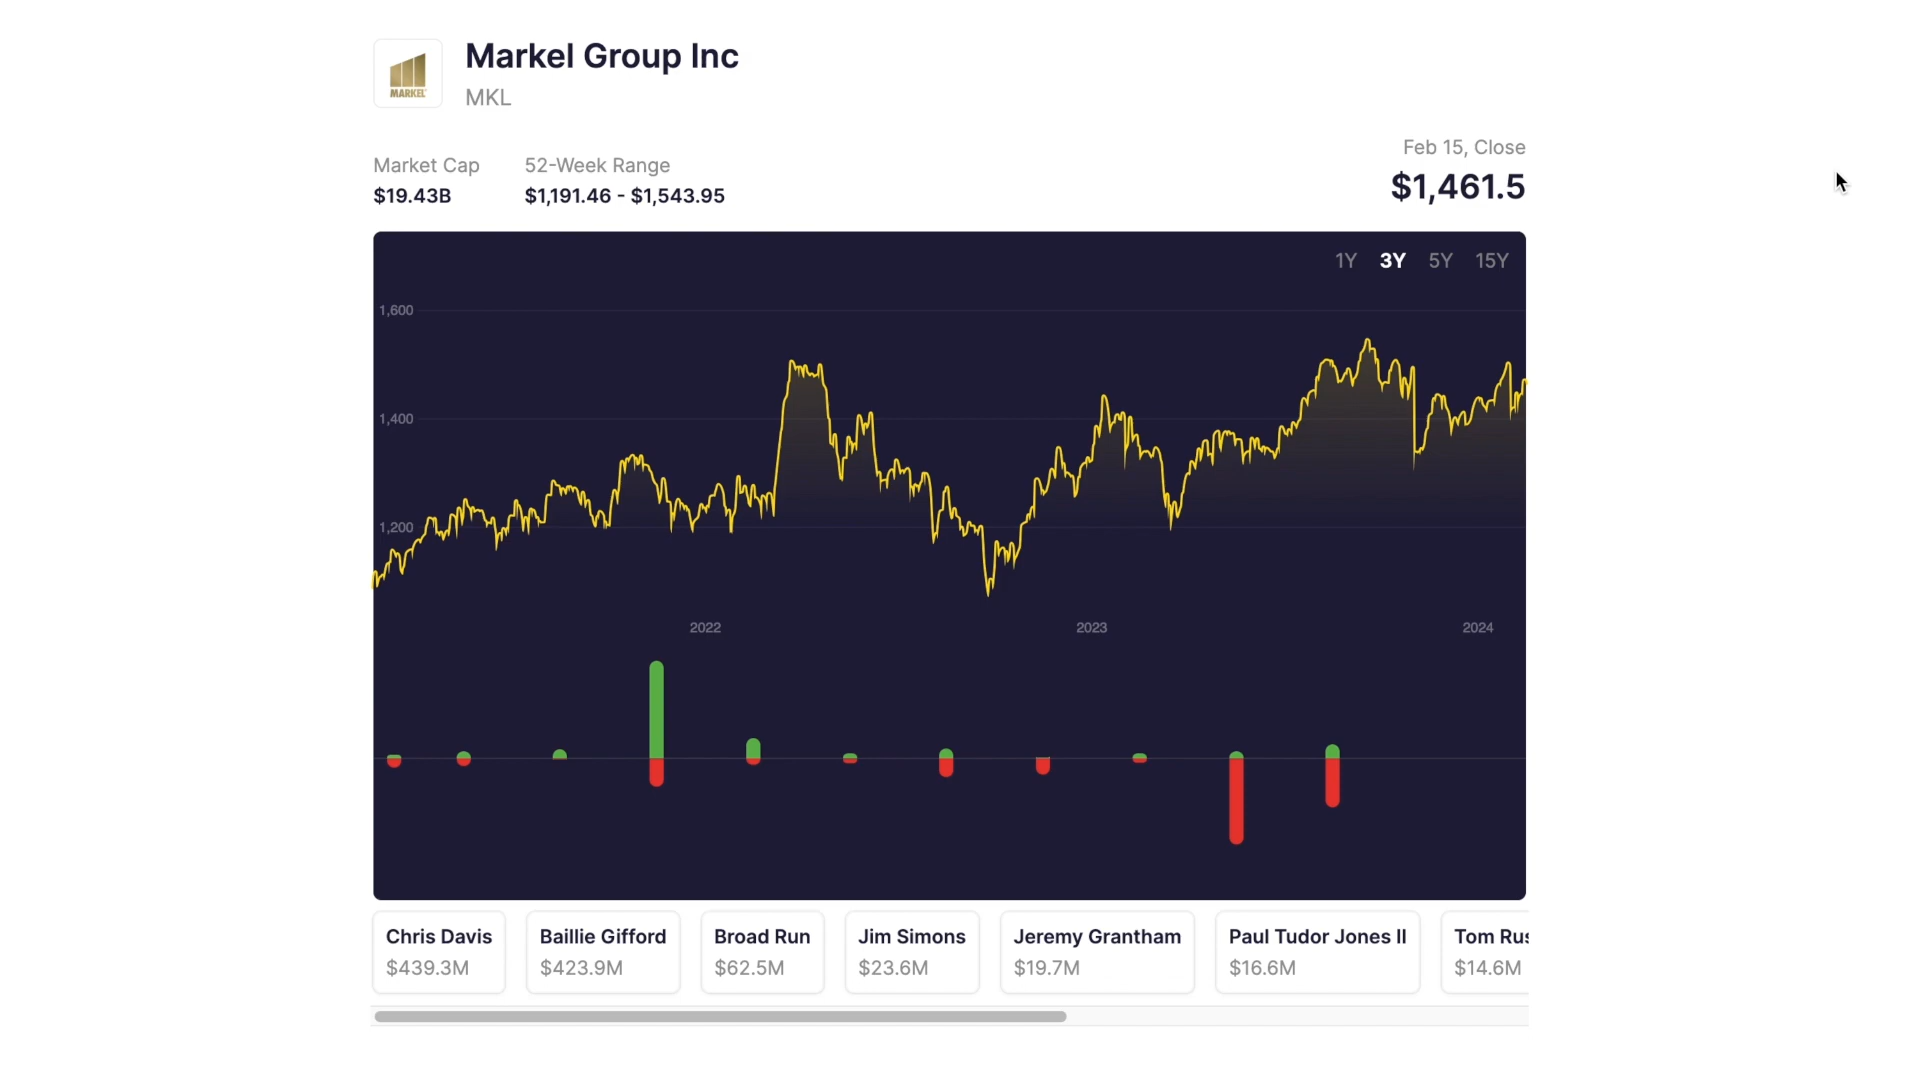 Markel Group Inc
MARKEL
MKL
Feb 15, Close
Market Cap
52-Week Range
$1,461.5
$19.43B
$1,191.46 - $1,543.95
1Y 3Y 5Y 15Y
1,600
1,400
1,200
2022
2023
2024
Chris Davis
$439.3M
Baillie Gifford
$423.9M
Broad Run
$62.5M
Jim Simons
$23.6M
Jeremy Grantham
$19.7M
Paul Tudor Jones II
$16.6M
Tom
$14.6M